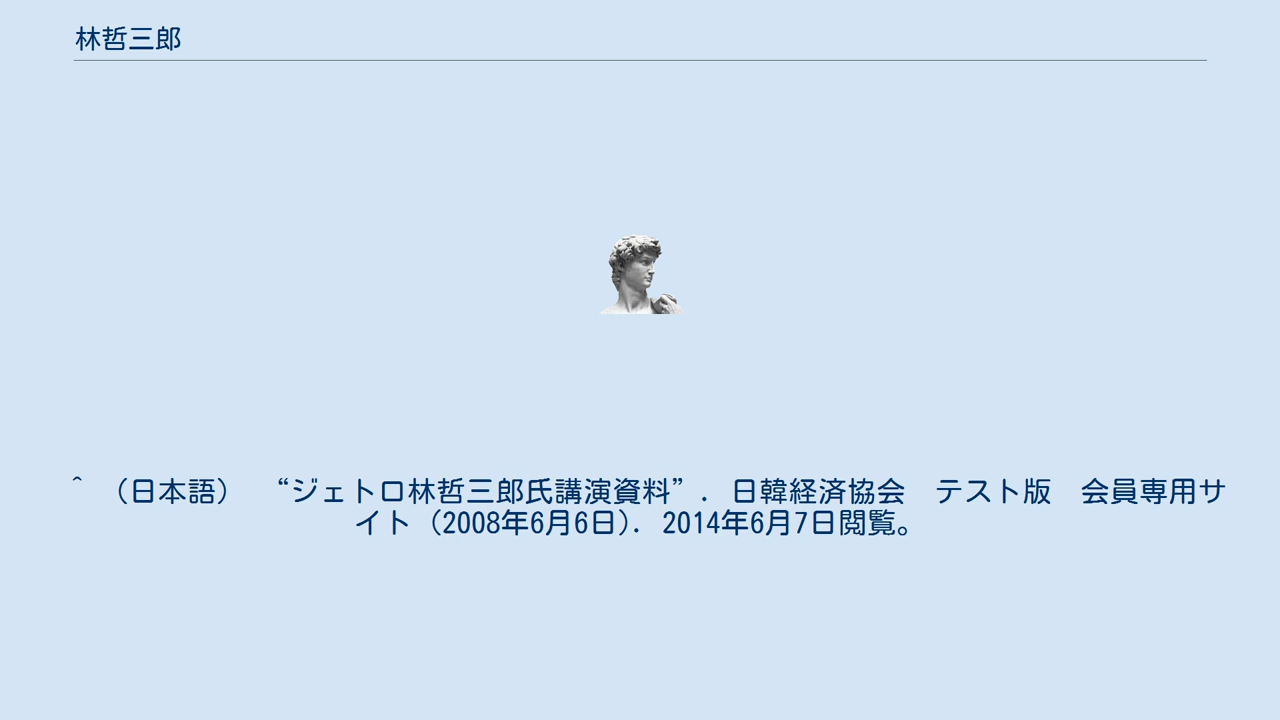 林哲三郎
^ （日本語） “ジェトロ林哲三郎氏講演資料”. 日韓経済協会　テスト版　会員専用サ
イト (2008年6月6日). 2014年6月7日閲覧。